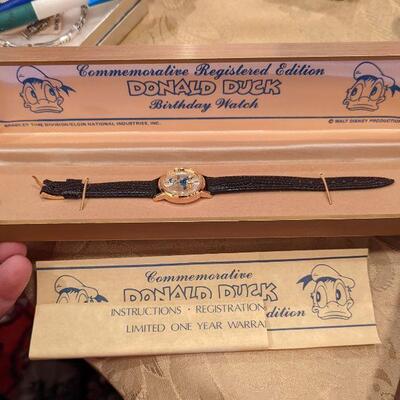 Commemorative Registered Edition
DONALD DUCK
Birthday Watch
BRADLEY TIME DIVISION/ELGIN NATIONAL INDUSTRIES, INC.
© WALT DISNEY PRODUCTIONS
Commemorative
DONALD DUCK
INSTRUCTIONS · REGISTRATION
dition
LIMITED ONE YEAR WARRA